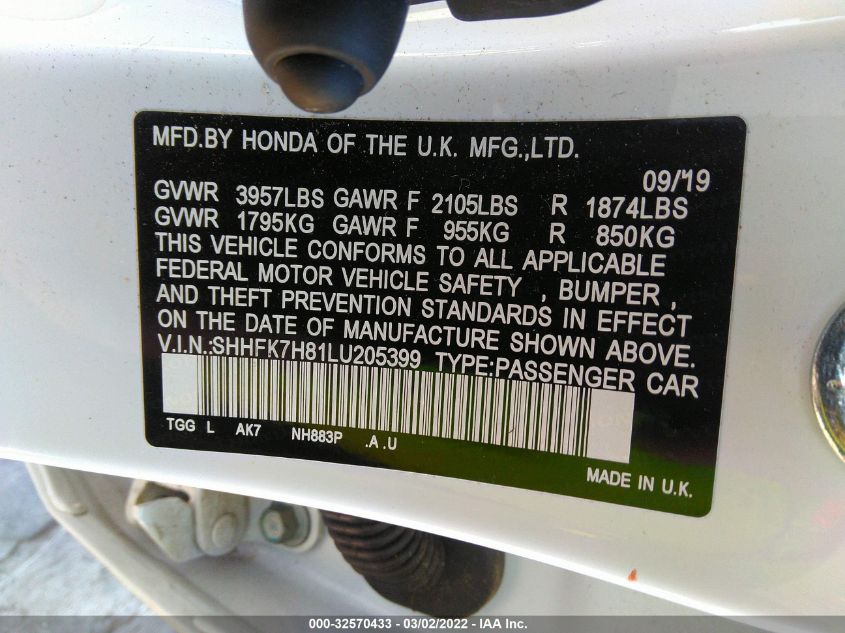 MFD.BY HONDA OF THE U.K. MFG.,LTD.
09/19
GVWR 3957LBS GAWR F 2105LBS R 1874LBS
GVWR 1795KG GAWR F 955KG R 850KG
THIS VEHICLE CONFORMS TO ALL APPLICABLE
FEDERAL MOTOR VEHICLE SAFETY , BUMPER ,
AND THEFT PREVENTION STANDARDS IN EFFECT
ON THE DATE OF MANUFACTURE SHOWN ABOVE.
V.I.N.:SHHFK7H81LU205399 TYPE:PASSENGER CAR
TGG L AK7 NH883P .A .U
MADE IN U.K.
000-32570433 - 03/02/2022 - IAA Inc.